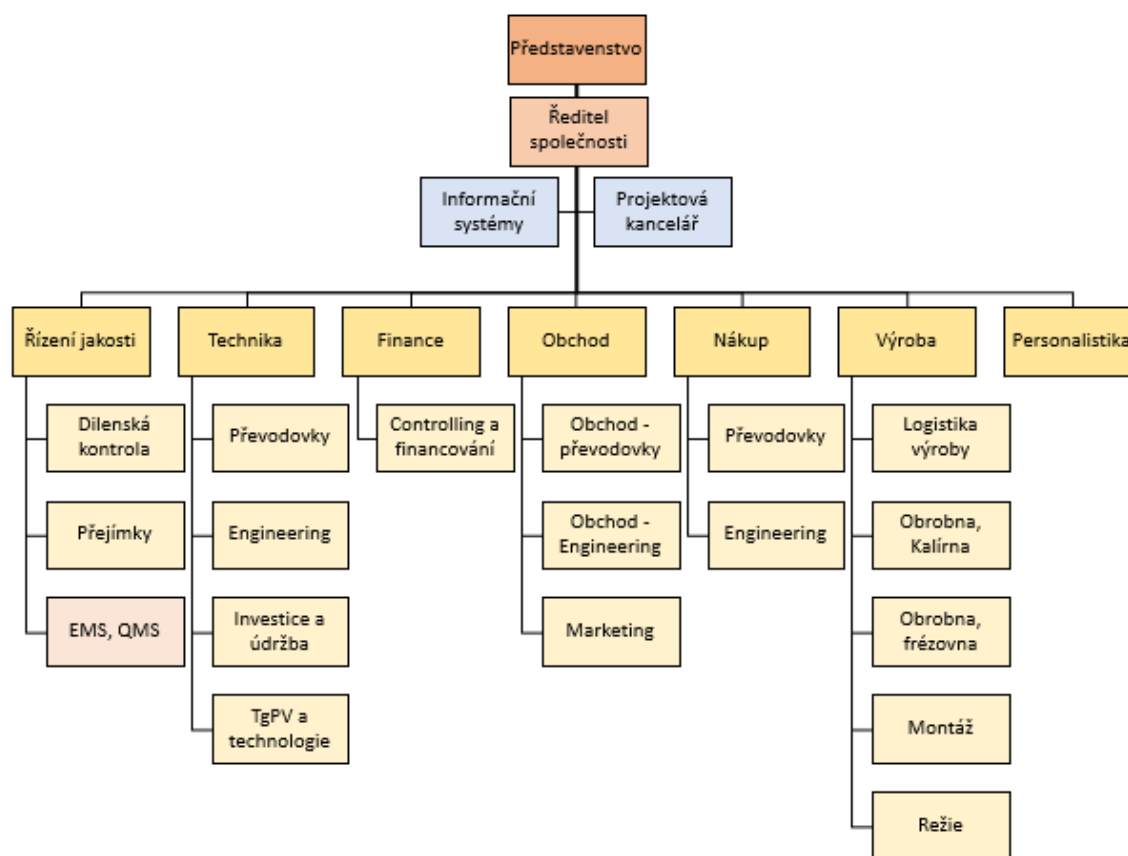 Představenstvo
Ředitel
společnosti
Informační
systémy
Projektová
kancelář
Řízení jakosti
Technika
Finance
Obchod
Nákup
Výroba
Personalistika
Dilenská
kontrola
Převodovky
Controlling a
financování
Obchod -
převodovky
Převodovky
Logistika
výroby
Přejímky
Engineering
Obchod -
Engineering
Engineering
Obrobna,
Kalírna
EMS, QMS
Investice a
údržba
Marketing
Obrobna,
frézovna
TgPV a
technologie
Montáž
Režie